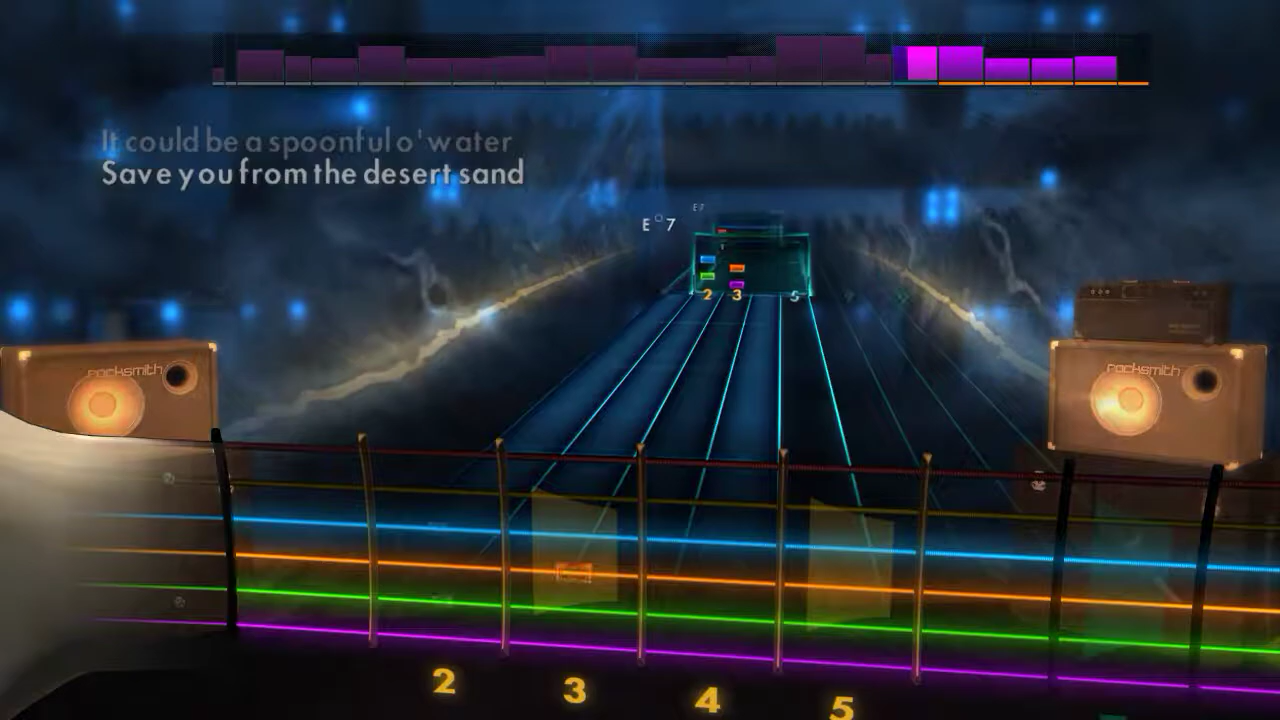 It could be a spoonful o' water
Save you from the desert sand
E7
E°7
2 3 5
rocksmith
rocksmith
2 3 4 5